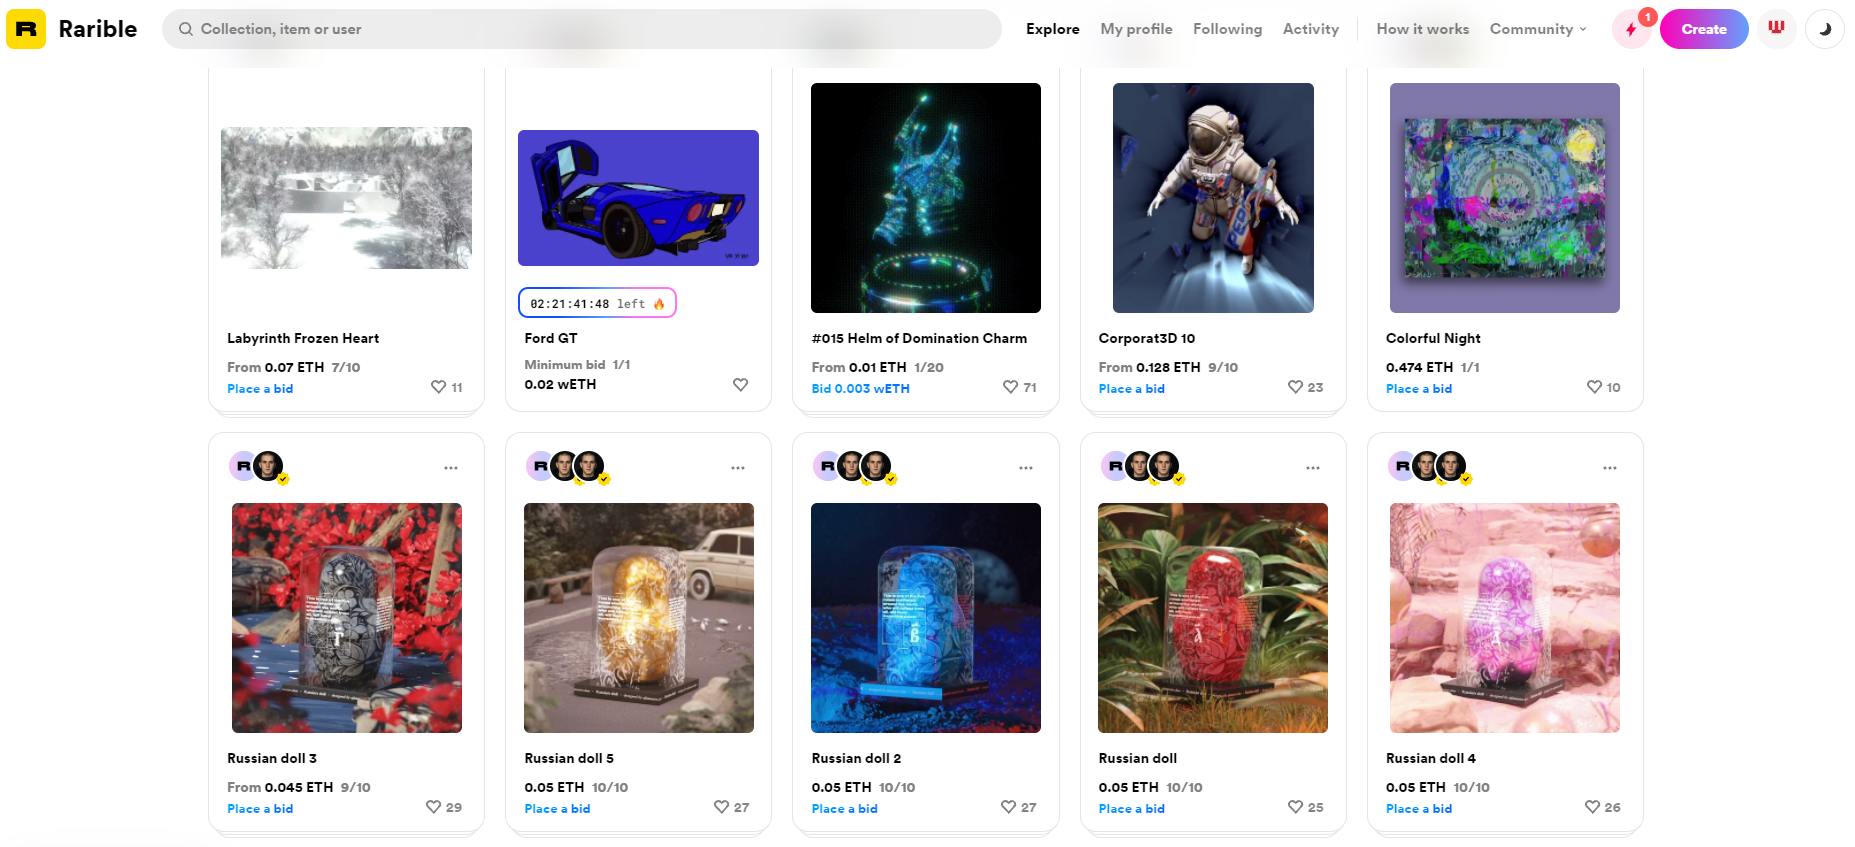 Rarible
Collection, item or user
Explore
My profile
Following
Activity
How it works
Community
1
Create
Labyrinth Frozen Heart
From 0.07 ETH 7/10
Place a bid
11
02:21:41:48 left
Ford GT
Minimum bid 1/1
0.02 wETH
#015 Helm of Domination Charm
From 0.01 ETH 1/20
Bid 0.003 wETH
71
PEPSI
Corporat3D 10
From 0.128 ETH 9/10
Place a bid
23
Colorful Night
0.474 ETH 1/1
Place a bid
10
R
Russian doll 3
From 0.045 ETH 9/10
Place a bid
29
R
Russian doll 5
0.05 ETH 10/10
Place a bid
27
R
Russian doll 2
0.05 ETH 10/10
Place a bid
27
R
Russian doll
0.05 ETH 10/10
Place a bid
25
R
Russian doll 4
0.05 ETH 10/10
Place a bid
26